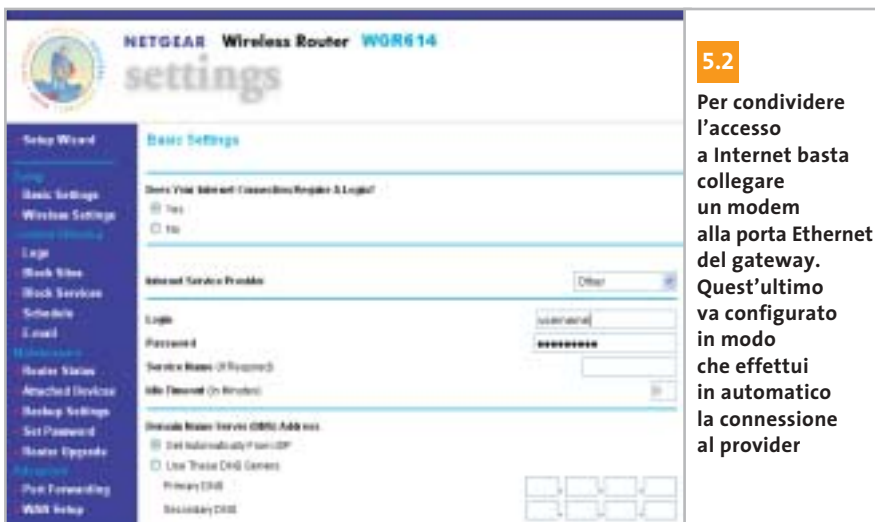 NETGEAR Wireless Router WGR614
settings
Setup Wizard
Setup
Basic Settings
Wireless Settings
Logs
Block Sites
Block Services
Schedule
E-mail
Maintenance
Router Status
Attached Devices
Backup Settings
Set Password
Router Upgrade
Advanced
Port Forwarding
WAN Setup
Basic Settings
Does Your Internet Connection Require A Login?
Yes
No
Internet Service Provider
Other
Login
username
Password
•••••••••
Service Name (If Required)
Idle Timeout (In Minutes)
Domain Name Server (DNS) Address
Get Automatically From ISP
Use These DNS Servers
Primary DNS
Secondary DNS
5.2
Per condividere
l'accesso
a Internet basta
collegare
un modem
alla porta Ethernet
del gateway.
Quest'ultimo
va configurato
in modo
che effettui
in automatico
la connessione
al provider